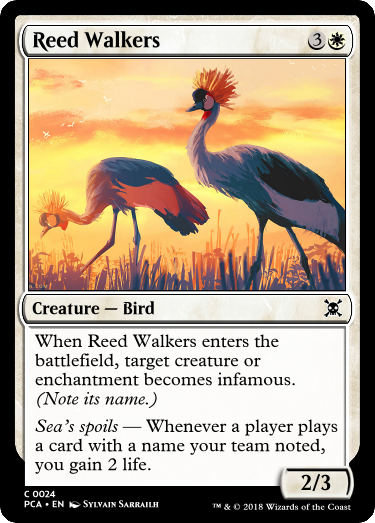 Reed Walkers 3
Creature — Bird
When Reed Walkers enters the
battlefield, target creature or
enchantment becomes infamous.
(Note its name.)
Sea's spoils — Whenever a player plays
a card with a name your team noted,
you gain 2 life.
2/3
C 0024
PCA • EN Sylvain Sarrailh
™ & © 2018 Wizards of the Coast